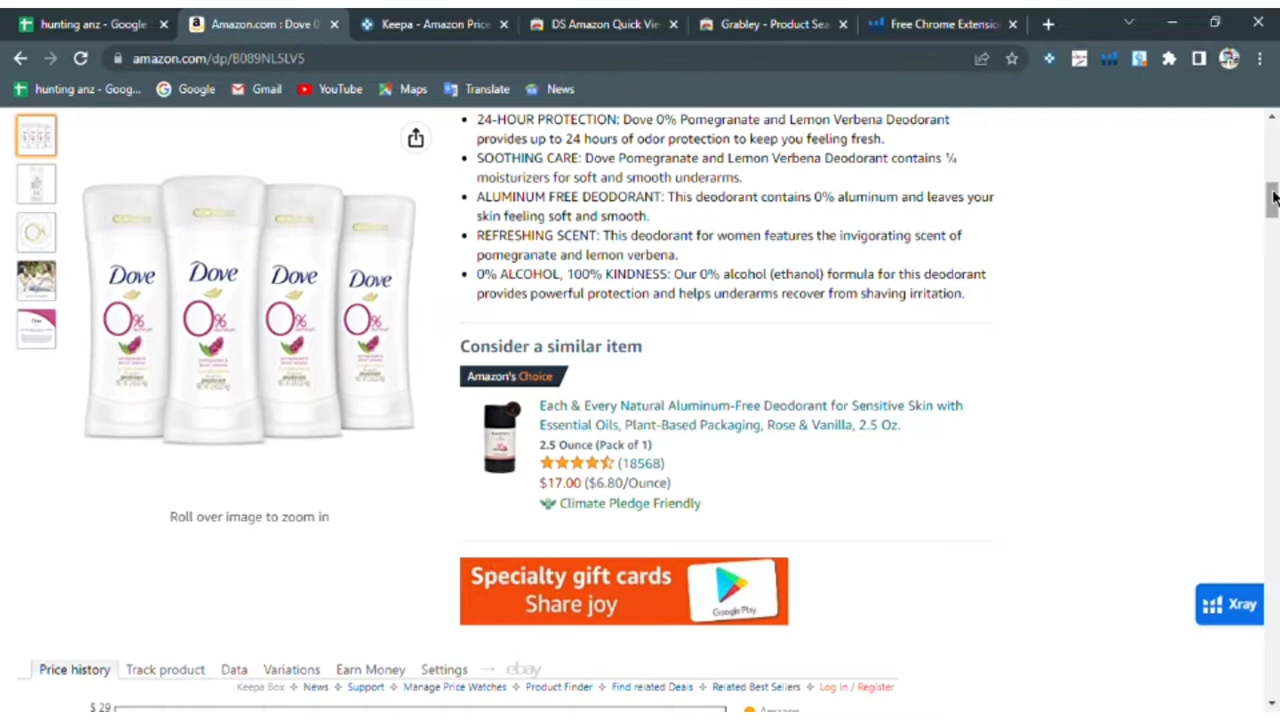 hunting anz - Google
Amazon.com : Dove 0
Keepa - Amazon Price
DS Amazon Quick Vie
Grabley - Product Sea
Free Chrome Extensio
amazon.com/dp/B089NL5LV5
hunting anz - Goog...
Google
Gmail
YouTube
Maps
Translate
News
24-HOUR PROTECTION: Dove 0% Pomegranate and Lemon Verbena Deodorant
provides up to 24 hours of odor protection to keep you feeling fresh.
SOOTHING CARE: Dove Pomegranate and Lemon Verbena Deodorant contains ¼
moisturizers for soft and smooth underarms.
ALUMINUM FREE DEODORANT: This deodorant contains 0% aluminum and leaves your
skin feeling soft and smooth.
REFRESHING SCENT: This deodorant for women features the invigorating scent of
pomegranate and lemon verbena.
0% ALCOHOL, 100% KINDNESS: Our 0% alcohol (ethanol) formula for this deodorant
provides powerful protection and helps underarms recover from shaving irritation.
Dove
Dove
Dove
Dove
0%
0%
0%
0%
Roll over image to zoom in
Consider a similar item
Amazon's Choice
Each & Every Natural Aluminum-Free Deodorant for Sensitive Skin with
Essential Oils, Plant-Based Packaging, Rose & Vanilla, 2.5 Oz.
2.5 Ounce (Pack of 1)
(18568)
$17.00 ($6.80/Ounce)
Climate Pledge Friendly
Specialty gift cards
Share joy
Google Play
Xray
Price history Track product Data Variations Earn Money Settings ebay
Keepa Box News Support Manage Price Watches Product Finder Find related Deals Related Best Sellers Log In / Register
$ 29
Amazon